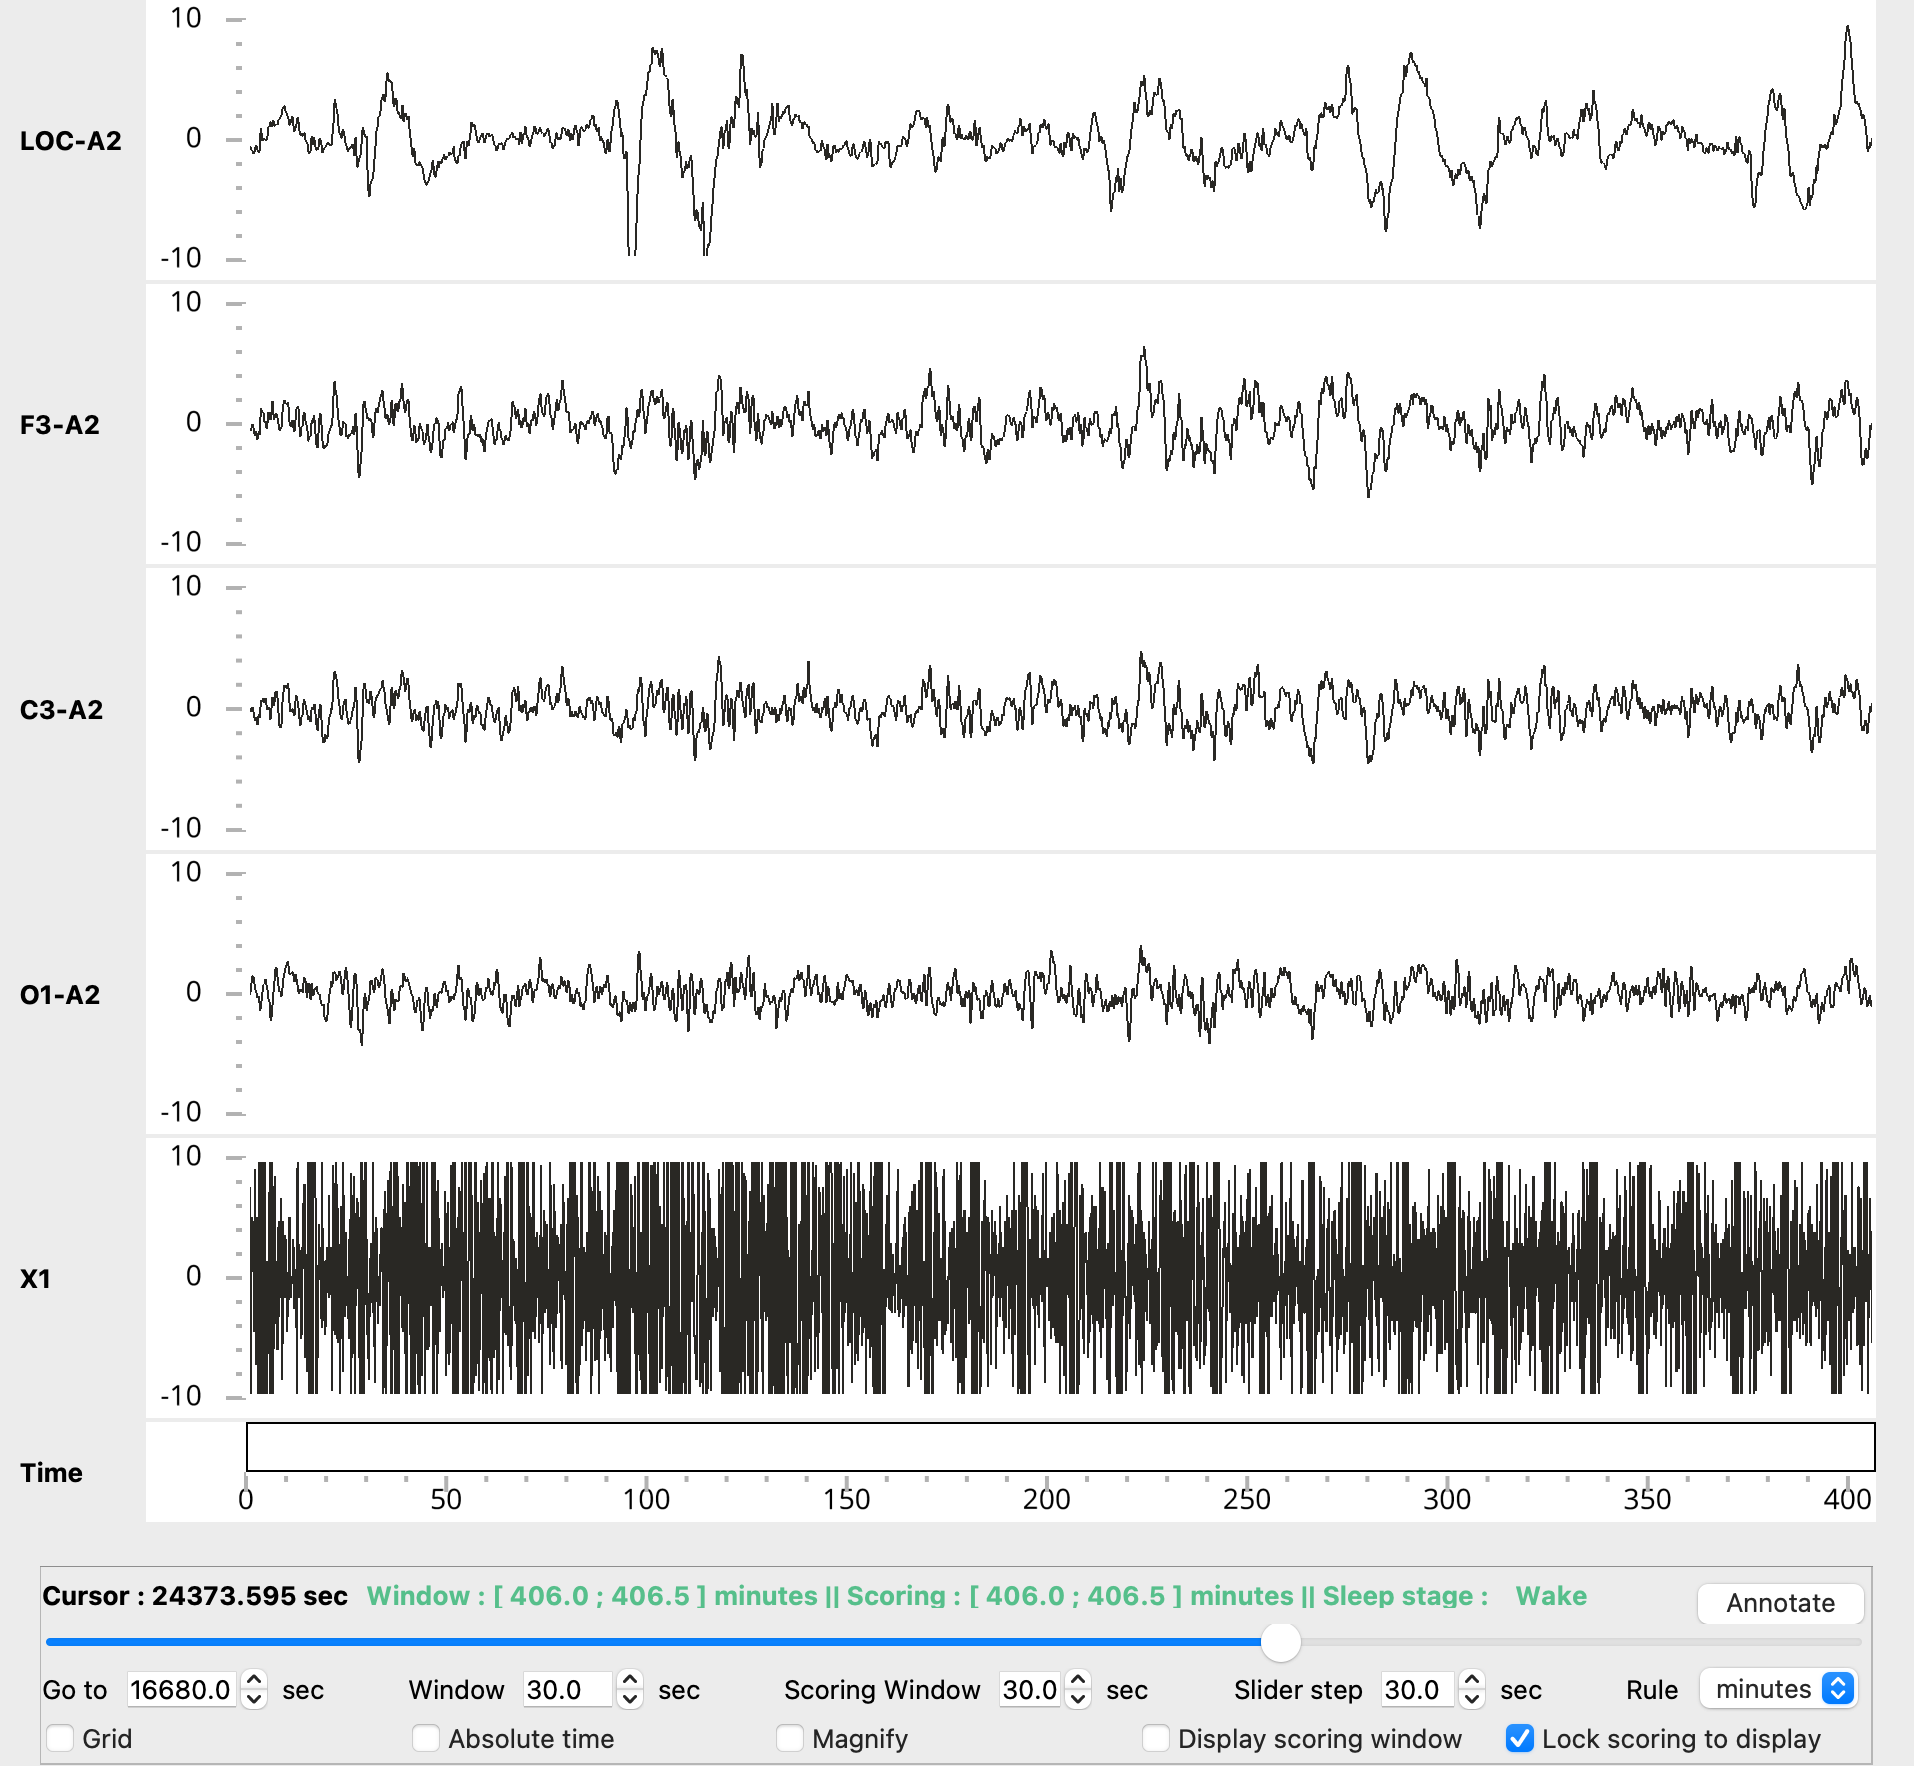 10
LOC-A2
0
-10
10
F3-A2
0
-10
10
C3-A2
0
-10
10
O1-A2
0
-10
10
X1
0
-10
Time
0 50 100 150 200 250 300 350 400
Cursor : 24373.595 sec Window : [ 406.0 ; 406.5 ] minutes || Scoring : [ 406.0 ; 406.5 ] minutes || Sleep stage : Wake Annotate
Go to 16680.0 sec Window 30.0 sec Scoring Window 30.0 sec Slider step 30.0 sec Rule minutes
Grid Absolute time Magnify Display scoring window Lock scoring to display